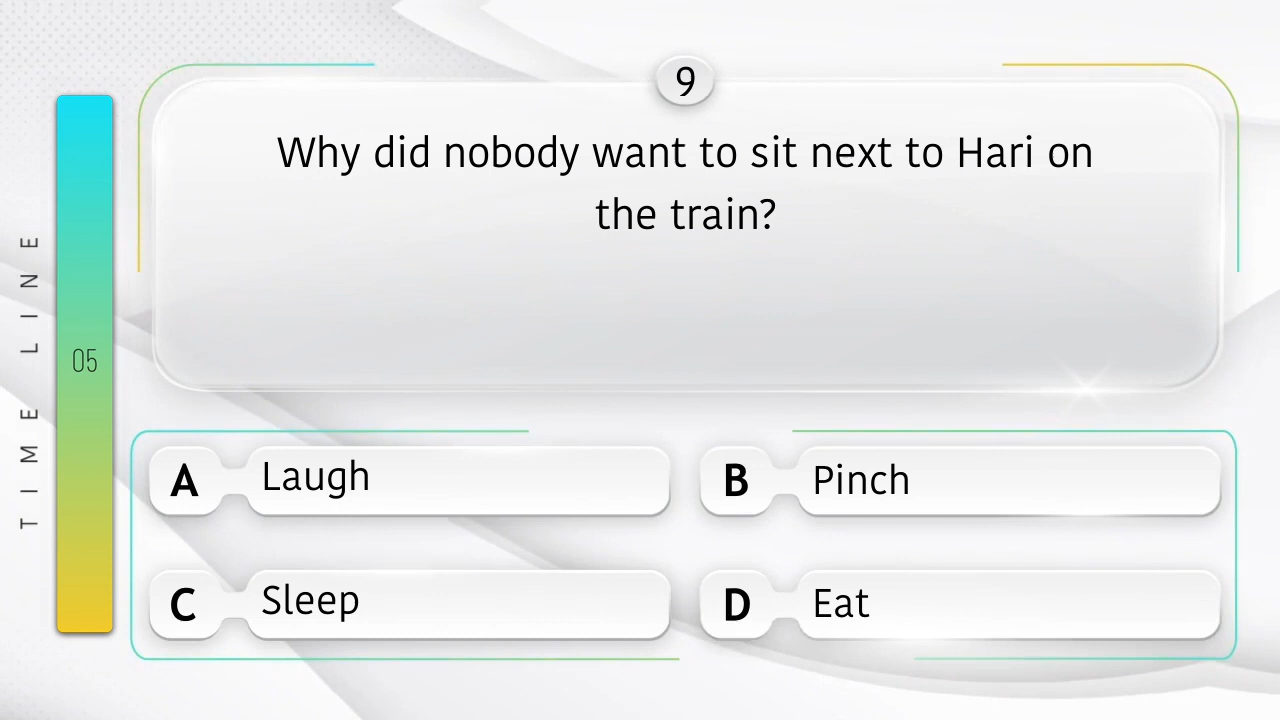 9
Why did nobody want to sit next to Hari on
the train?
TIME LINE
05
A Laugh
B Pinch
C Sleep
D Eat